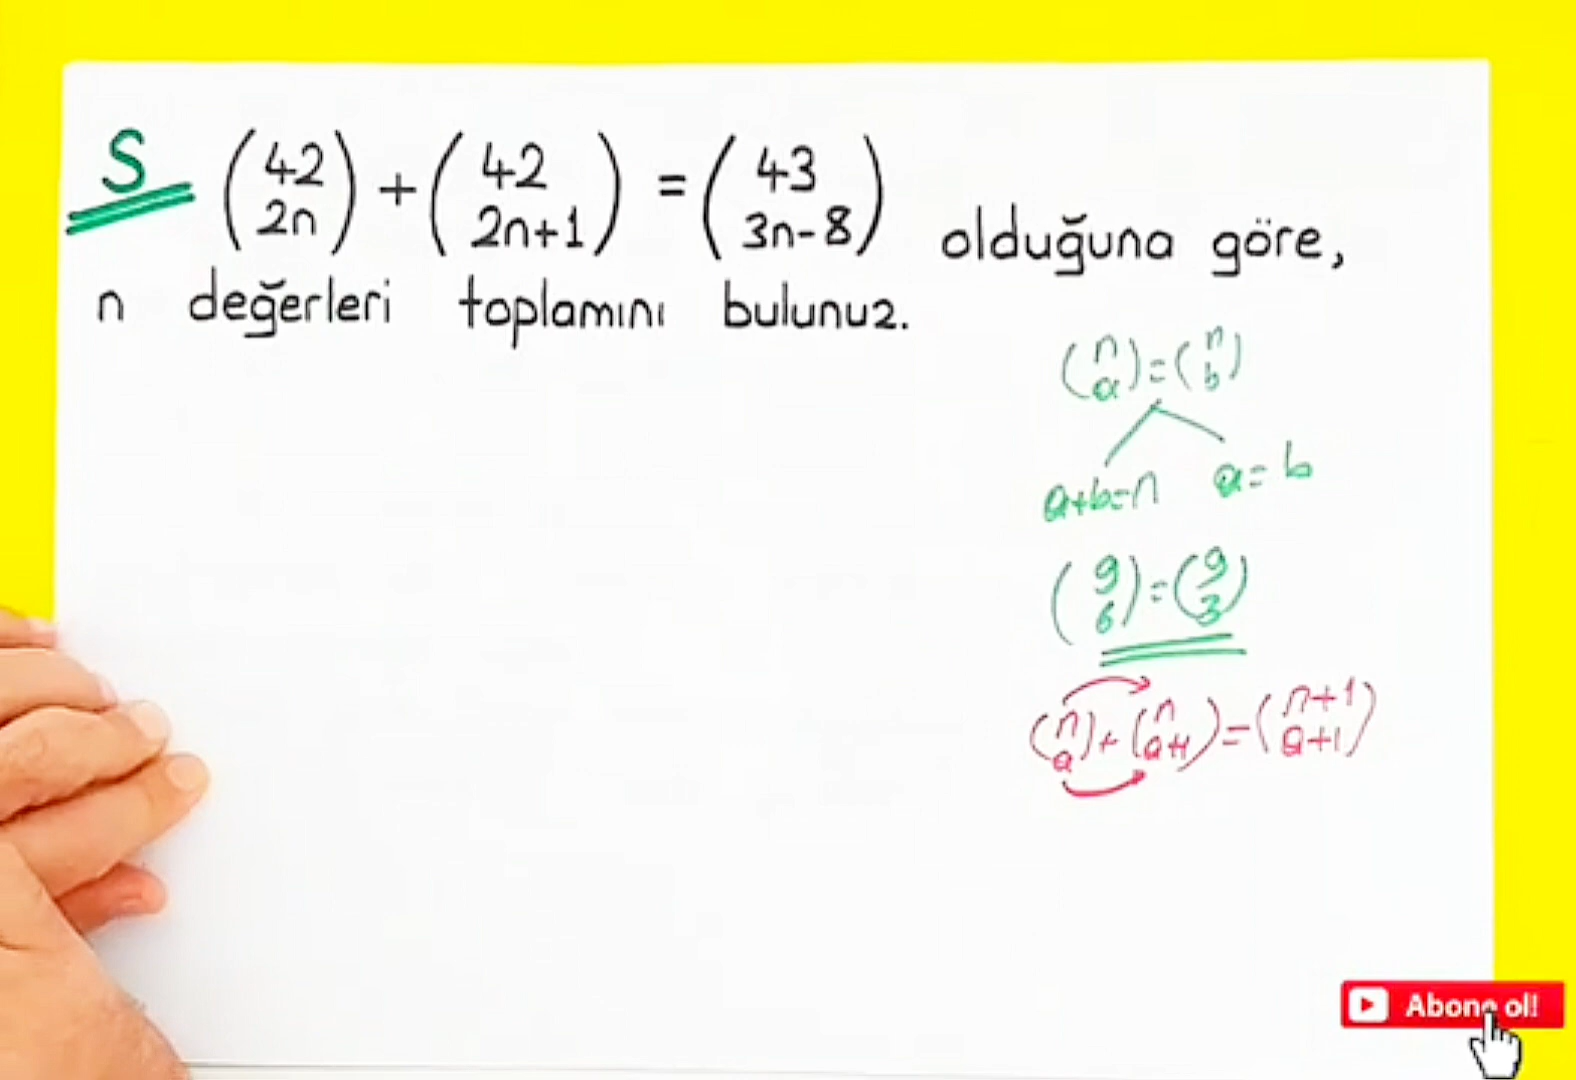 S (42 2n) + (42 2n+1) = (43 3n-8) olduğuna göre,
n değerleri toplamını bulunuz.
(n a) = (n b)
a+b=n a=b
(9 6) = (9 3)
(n a) + (n a+1) = (n+1 a+1)
Abone ol!